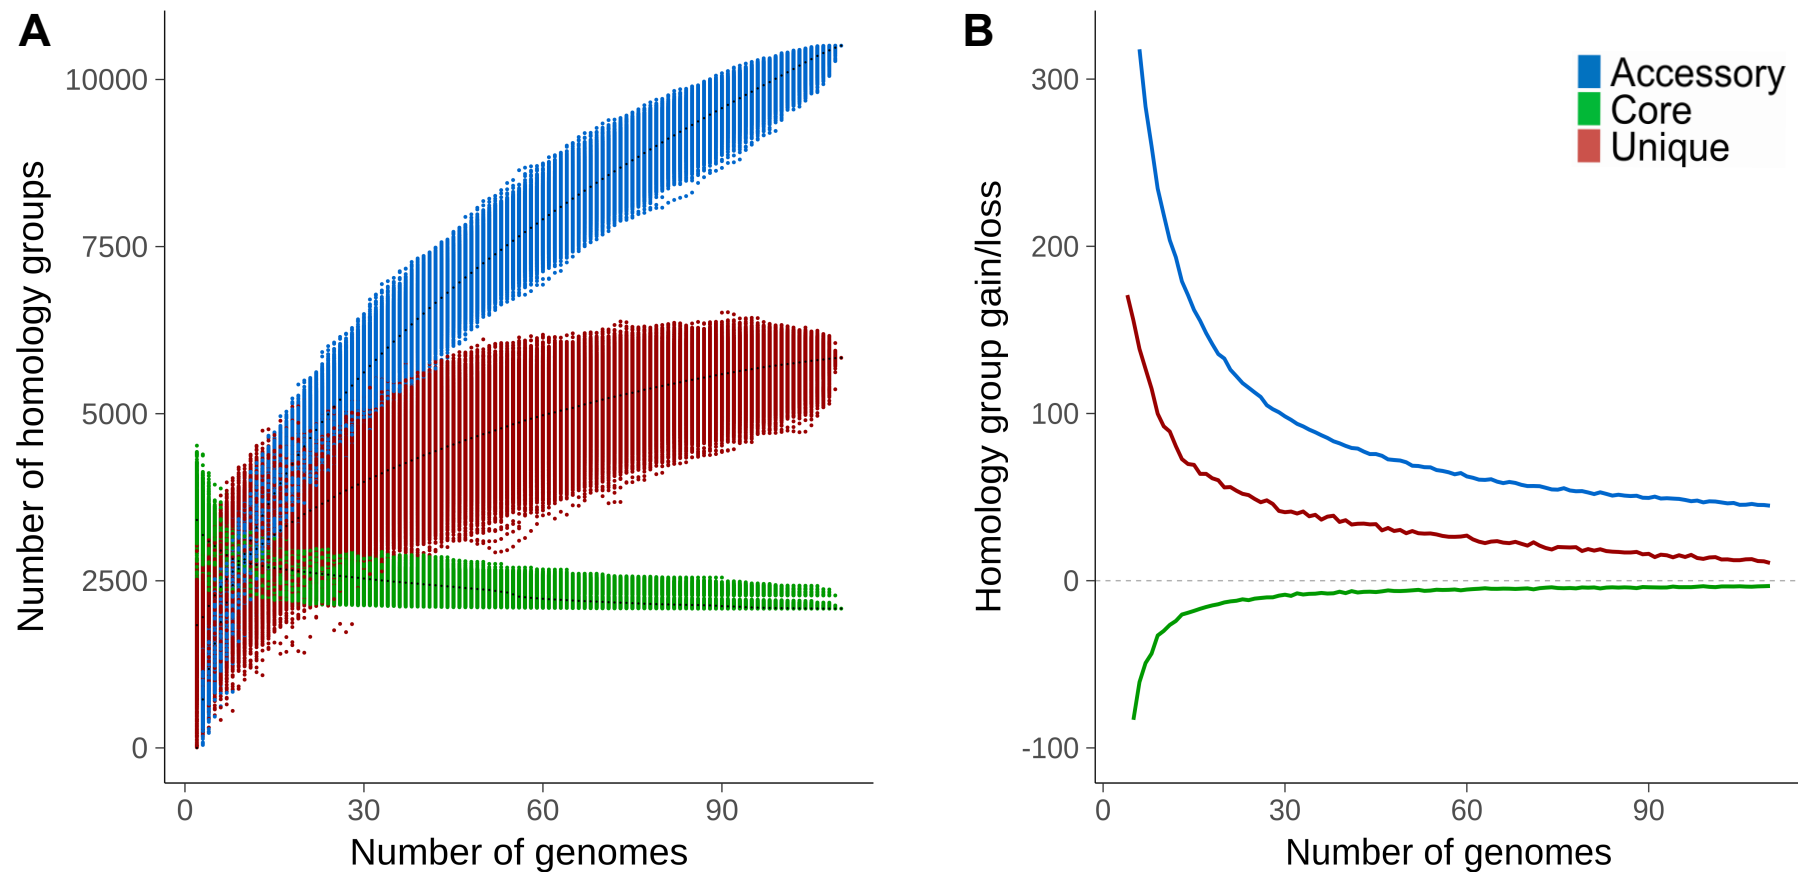 A
Number of homology groups
10000
7500
5000
2500
0
0 30 60 90
Number of genomes
B
Homology group gain/loss
300
200
100
0
-100
0 30 60 90
Number of genomes
Accessory
Core
Unique